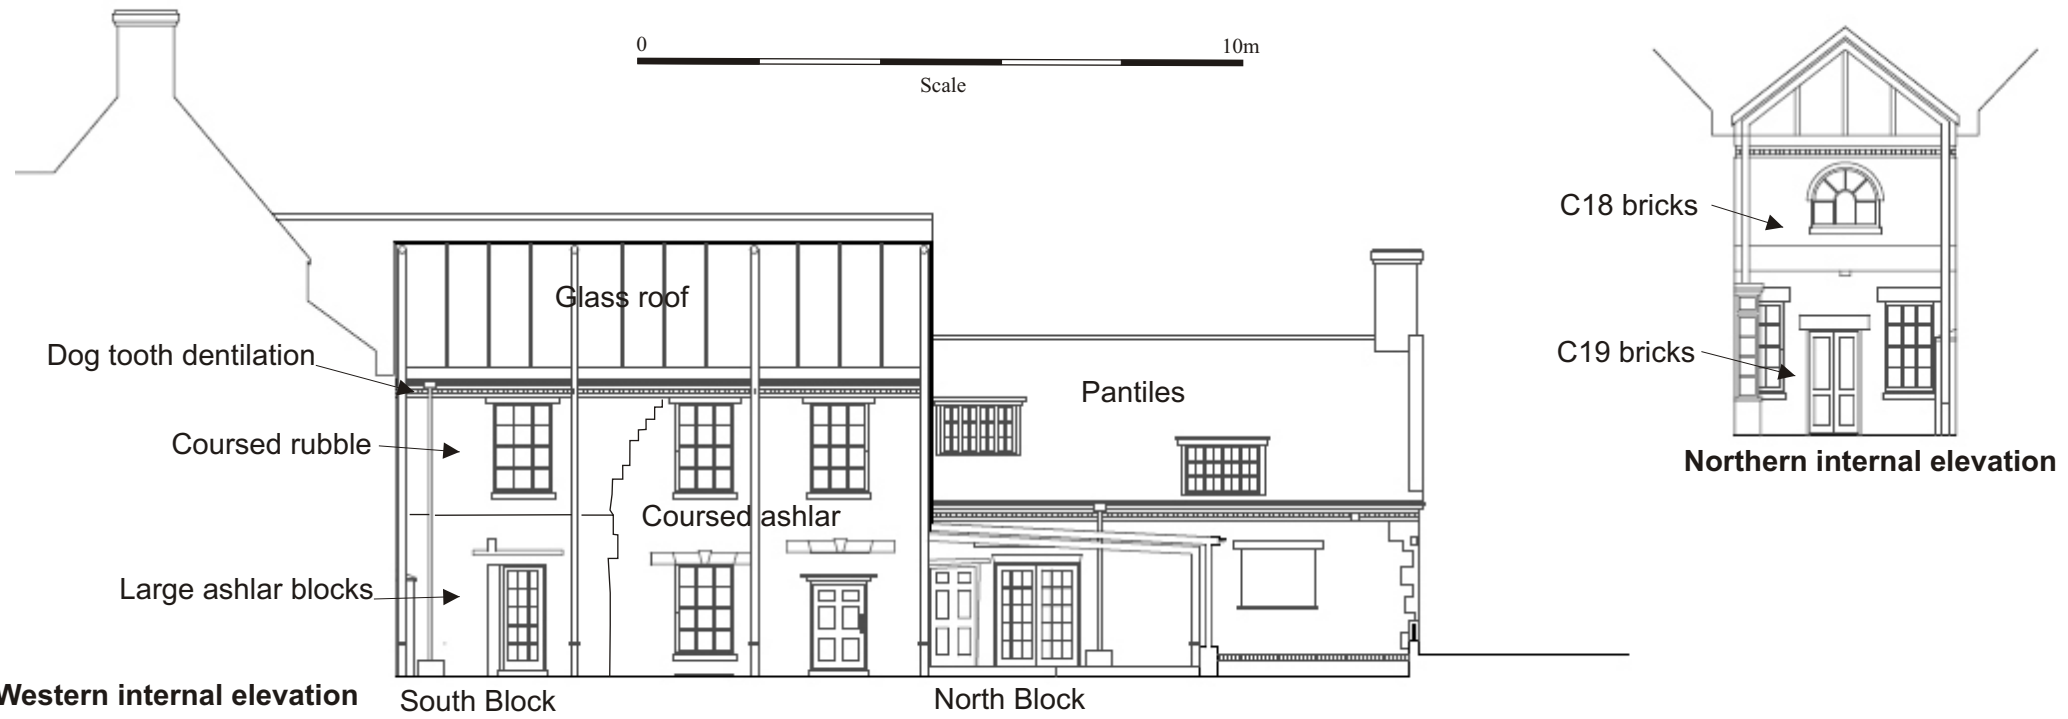 0 10m
Scale
C18 bricks
Glass roof
Dog tooth dentilation
C19 bricks
Pantiles
Coursed rubble
Northern internal elevation
Coursed ashlar
Large ashlar blocks
Western internal elevation
South Block
North Block